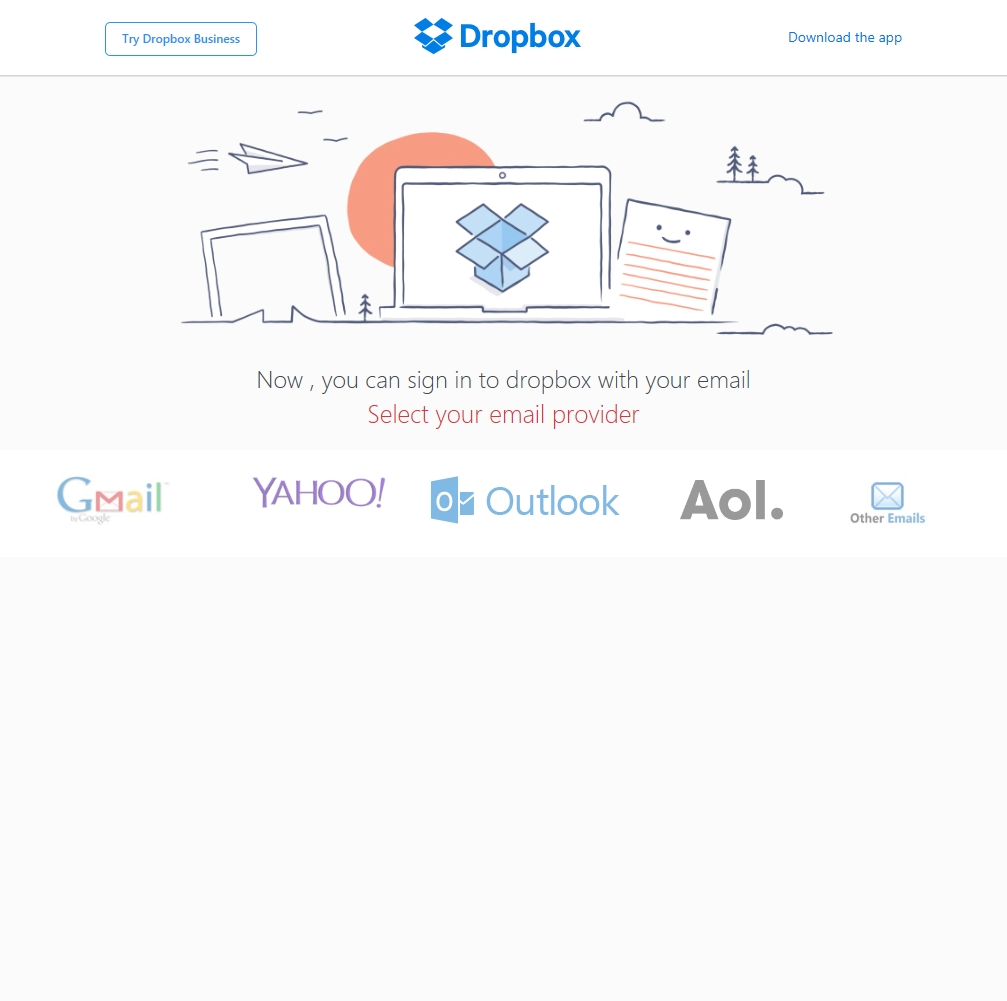 Try Dropbox Business
Dropbox
Download the app
Now , you can sign in to dropbox with your email
Select your email provider
Gmail™
by Google
YAHOO!
Outlook
Aol.
Other Emails